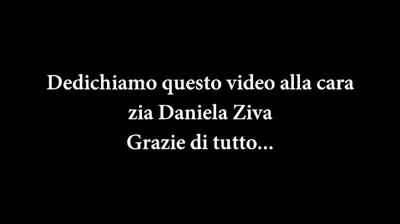 Dedichiamo questo video alla cara
zia Daniela Ziva
Grazie di tutto...